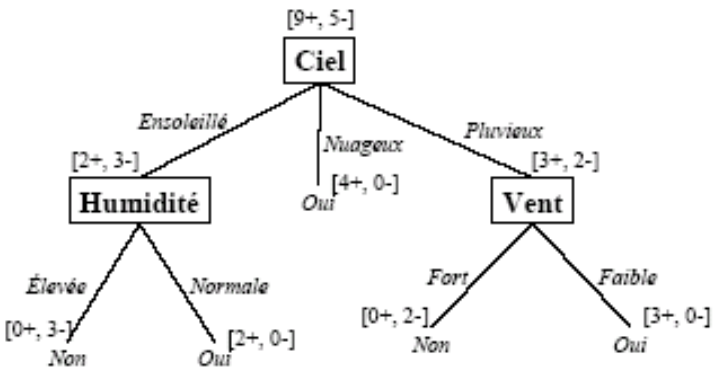 [9+, 5-]
Ciel
Ensoleillé
Nuageux
Pluvieux
[2+, 3-]
[4+, 0-]
[3+, 2-]
Humidité
Oui
Vent
Élevée
Normale
Fort
Faible
[0+, 3-]
[2+, 0-]
[0+, 2-]
[3+, 0-]
Non
Oui
Non
Oui